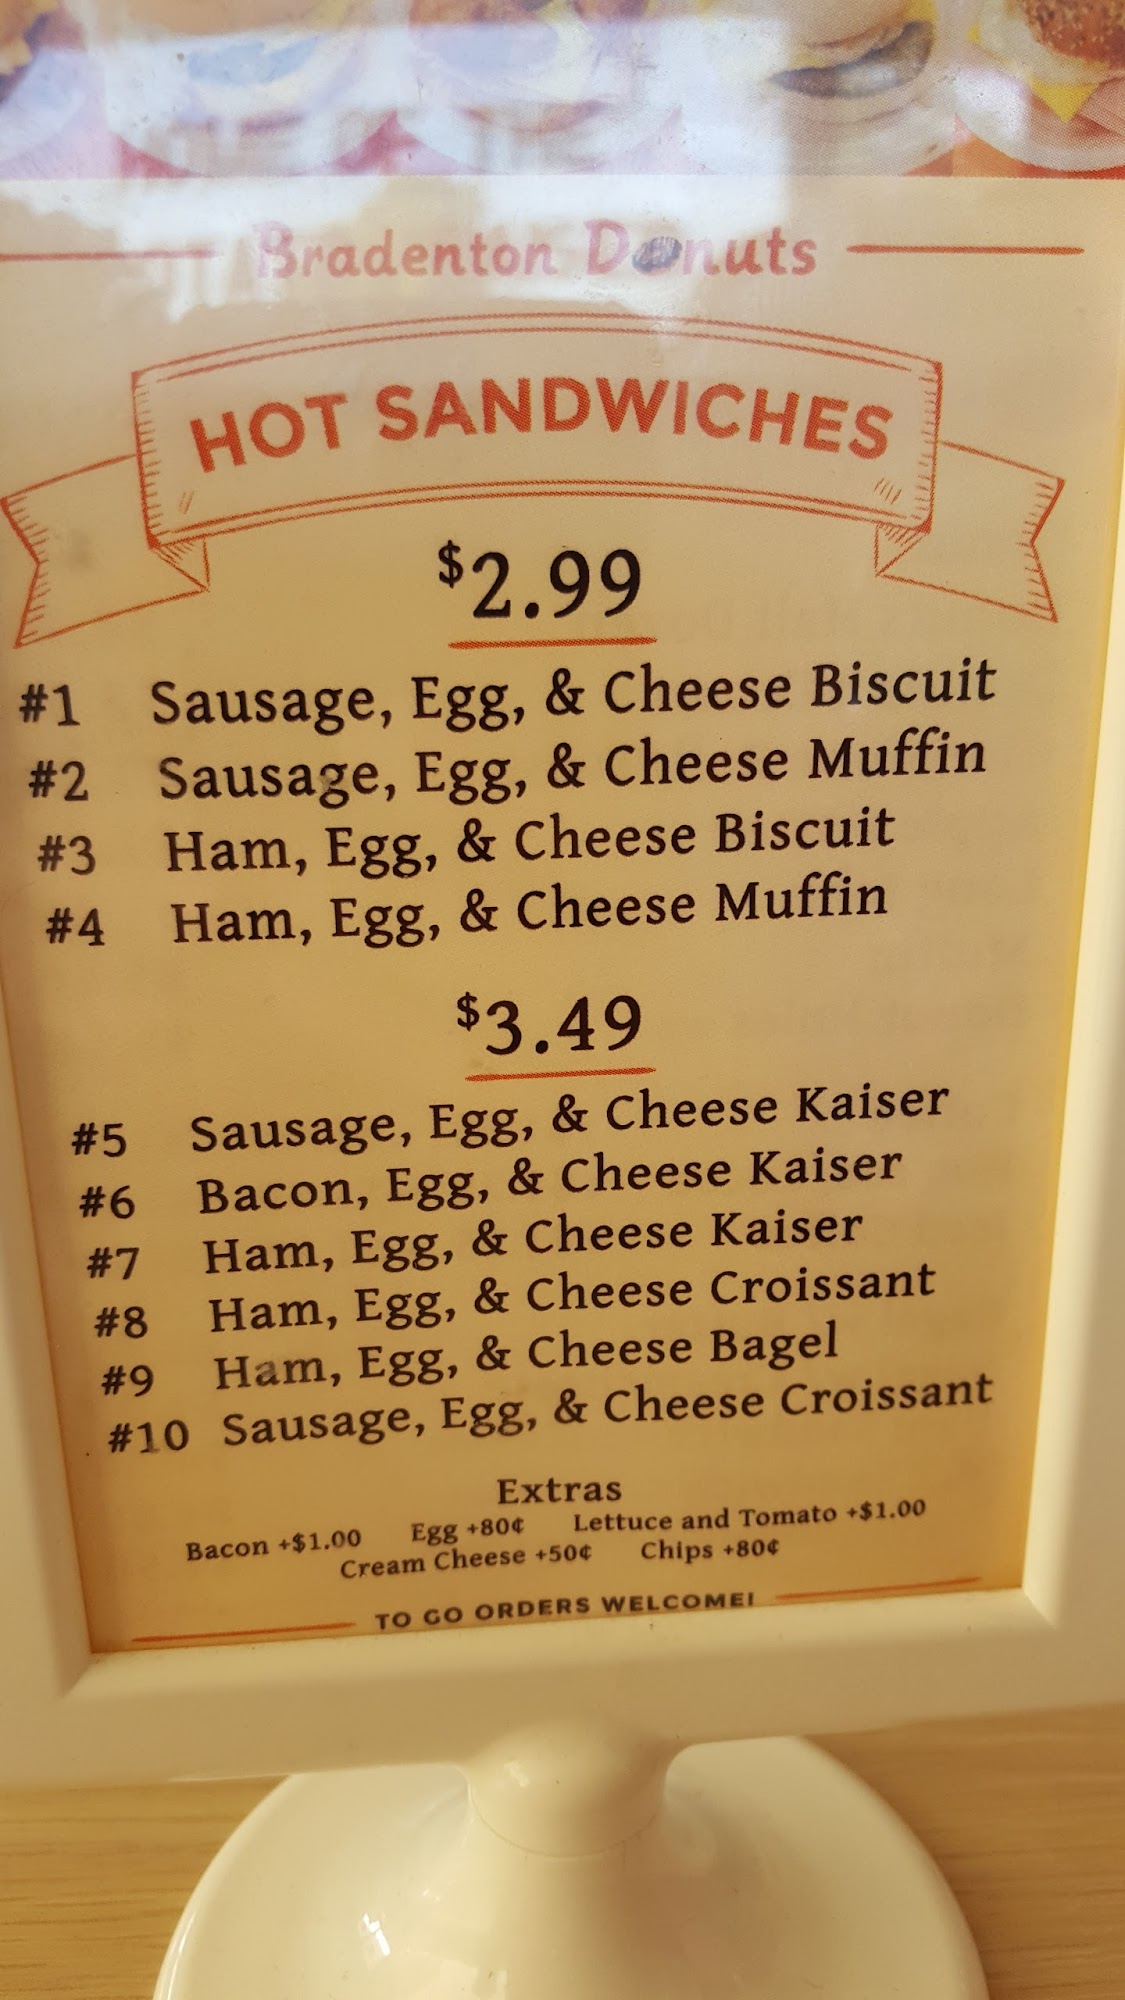 Bradenton Donuts
HOT SANDWICHES
$2.99
#1 Sausage, Egg, & Cheese Biscuit
#2 Sausage, Egg, & Cheese Muffin
#3 Ham, Egg, & Cheese Biscuit
#4 Ham, Egg, & Cheese Muffin
$3.49
#5 Sausage, Egg, & Cheese Kaiser
#6 Bacon, Egg, & Cheese Kaiser
#7 Ham, Egg, & Cheese Kaiser
#8 Ham, Egg, & Cheese Croissant
#9 Ham, Egg, & Cheese Bagel
#10 Sausage, Egg, & Cheese Croissant
Extras
Bacon +$1.00 Egg +80¢ Lettuce and Tomato +$1.00
Cream Cheese +50¢ Chips +80¢
TO GO ORDERS WELCOME!